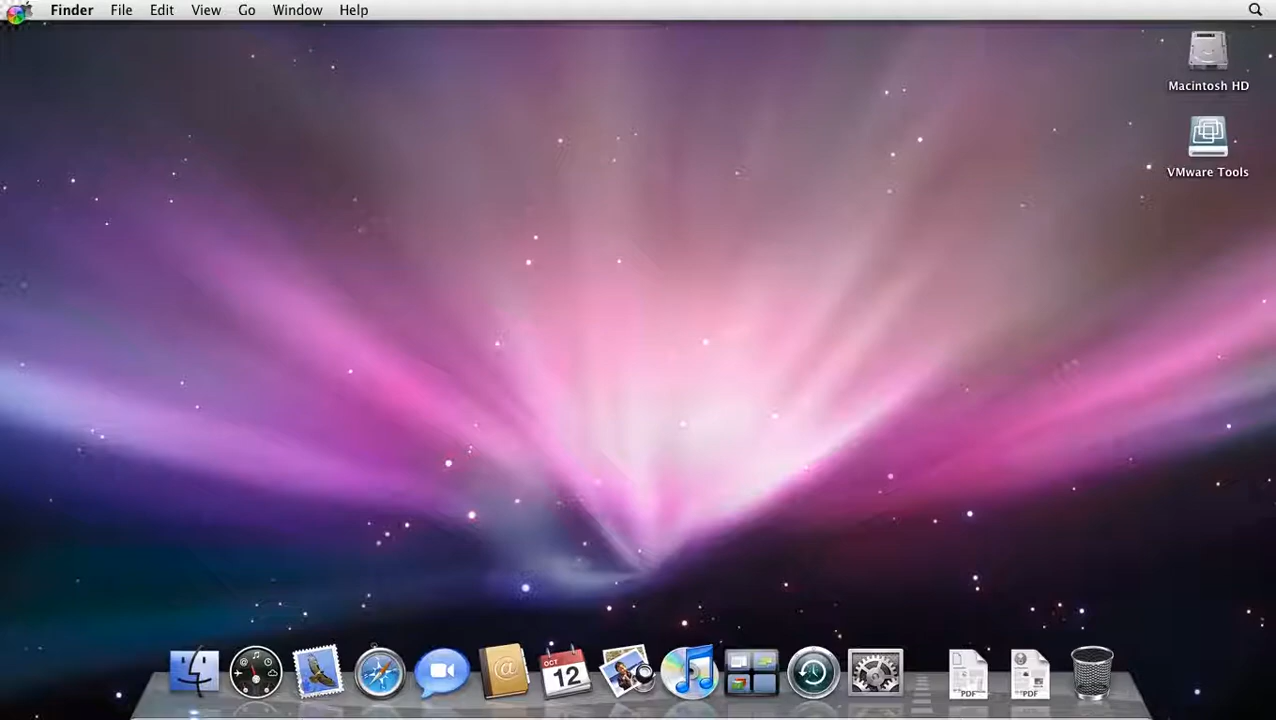 Finder File Edit View Go Window Help
Macintosh HD
VMware Tools
@
OCT
12
PDF
PDF